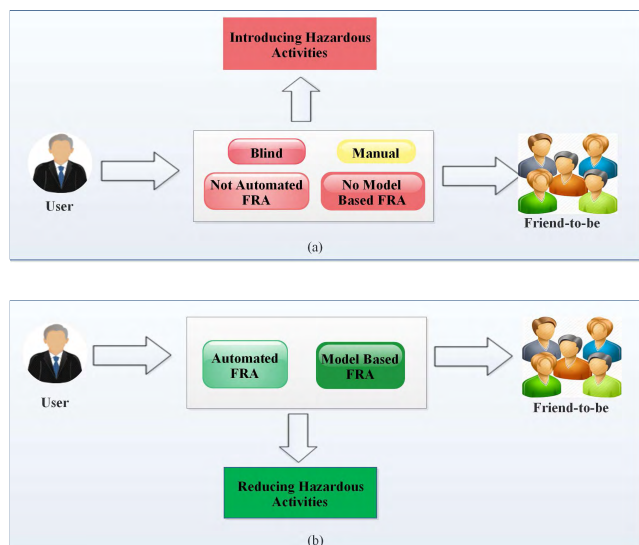 Introducing Hazardous
Activities
Blind
Manual
Not Automated
FRA
No Model
Based FRA
User
Friend-to-be
(a)
Automated
FRA
Model Based
FRA
User
Friend-to-be
Reducing Hazardous
Activities
(b)